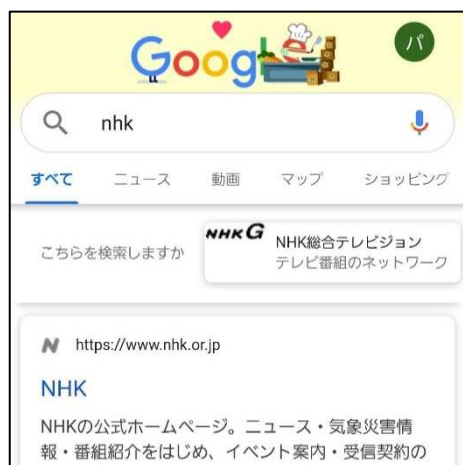 Goog
パ
nhk
すべて ニュース 動画 マップ ショッピング
こちらを検索しますか
NHK G
NHK総合テレビジョン
テレビ番組のネットワーク
N https://www.nhk.or.jp
NHK
NHKの公式ホームページ。ニュース・気象災害情
報・番組紹介をはじめ、イベント案内・受信契約の